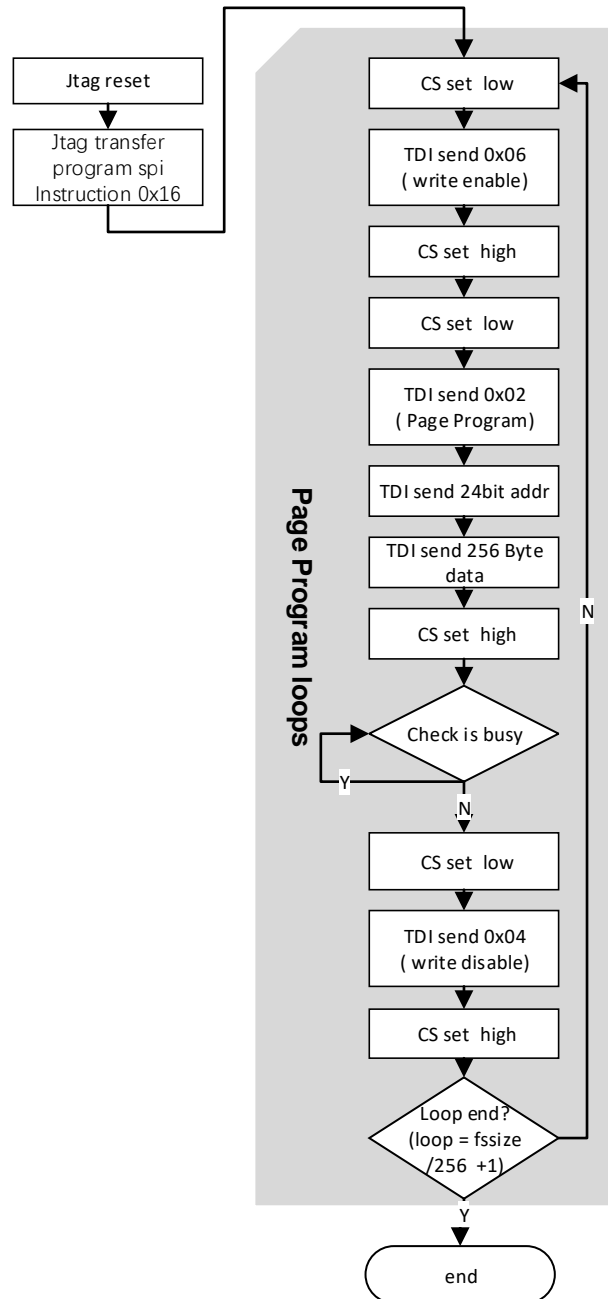 Jtag reset
Jtag transfer
program spi
Instruction 0x16
CS set low
TDI send 0x06
( write enable)
CS set high
CS set low
TDI send 0x02
( Page Program)
TDI send 24bit addr
TDI send 256 Byte
data
CS set high
Page Program loops
Check is busy
Y
N
N
CS set low
TDI send 0x04
( write disable)
CS set high
Loop end?
(loop = fssize
/256 +1)
Y
end